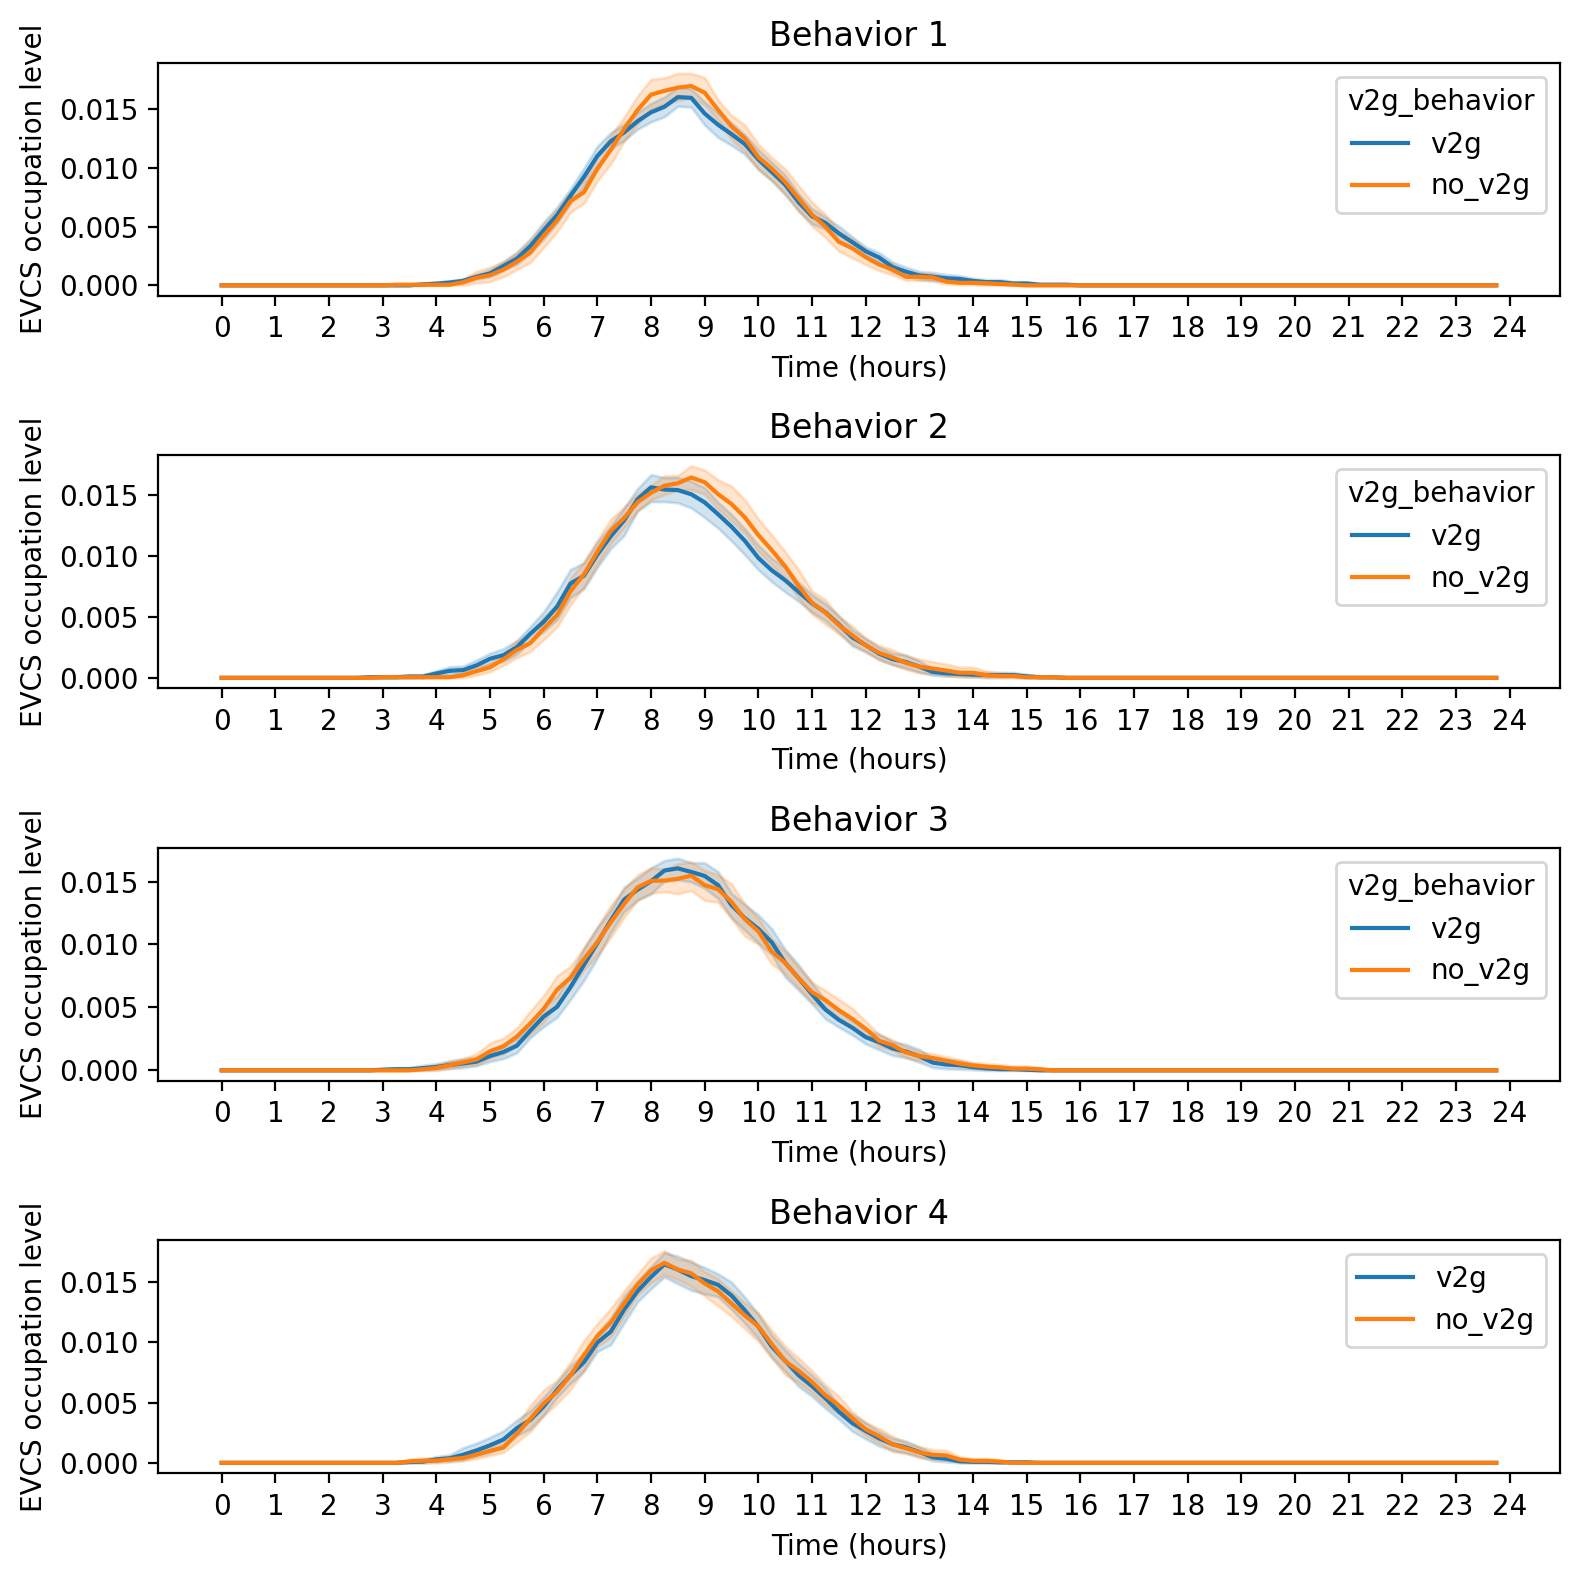 Behavior 1
EVCS occupation level
0.015
0.010
0.005
0.000
v2g_behavior
v2g
no_v2g
0 1 2 3 4 5 6 7 8 9 10 11 12 13 14 15 16 17 18 19 20 21 22 23 24
Time (hours)
Behavior 2
EVCS occupation level
0.015
0.010
0.005
0.000
v2g_behavior
v2g
no_v2g
0 1 2 3 4 5 6 7 8 9 10 11 12 13 14 15 16 17 18 19 20 21 22 23 24
Time (hours)
Behavior 3
EVCS occupation level
0.015
0.010
0.005
0.000
v2g_behavior
v2g
no_v2g
0 1 2 3 4 5 6 7 8 9 10 11 12 13 14 15 16 17 18 19 20 21 22 23 24
Time (hours)
Behavior 4
EVCS occupation level
0.015
0.010
0.005
0.000
v2g
no_v2g
0 1 2 3 4 5 6 7 8 9 10 11 12 13 14 15 16 17 18 19 20 21 22 23 24
Time (hours)